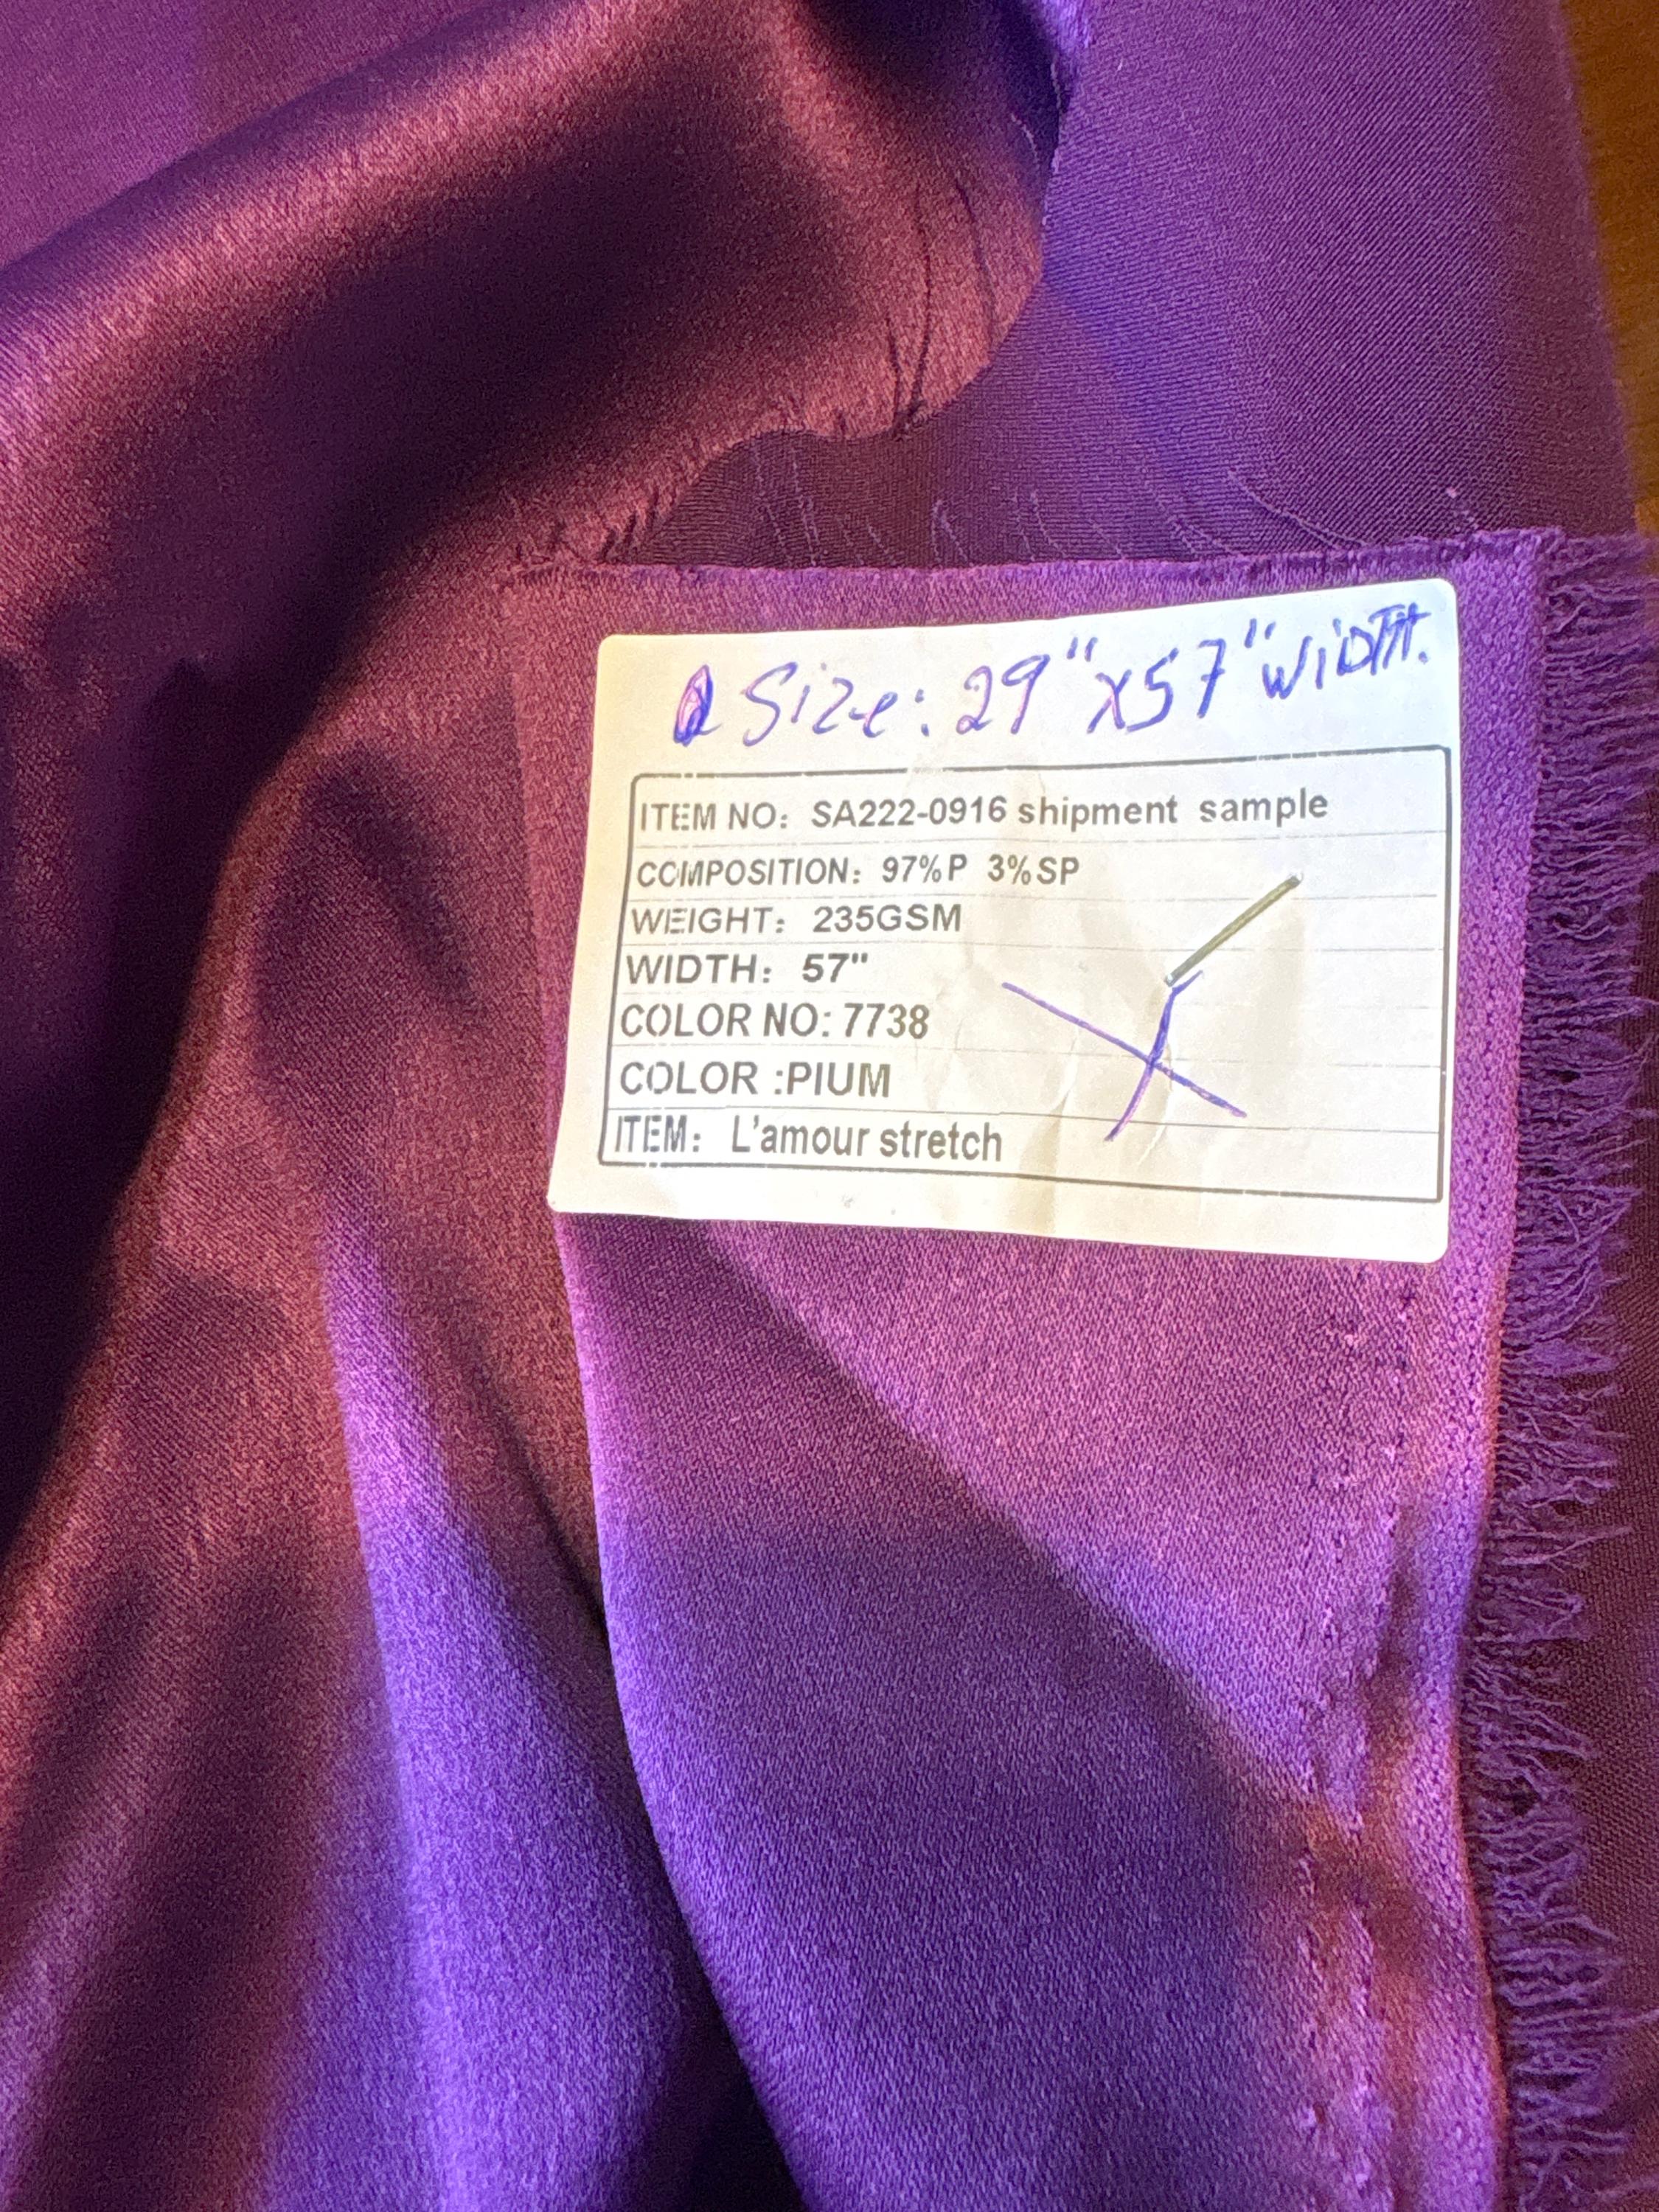 Size: 29" x 57" WIDTH.
ITEM NO: SA222-0916 shipment sample
COMPOSITION: 97%P 3%SP
WEIGHT: 235GSM
WIDTH: 57"
COLOR NO: 7738
COLOR :PIUM
ITEM: L'amour stretch